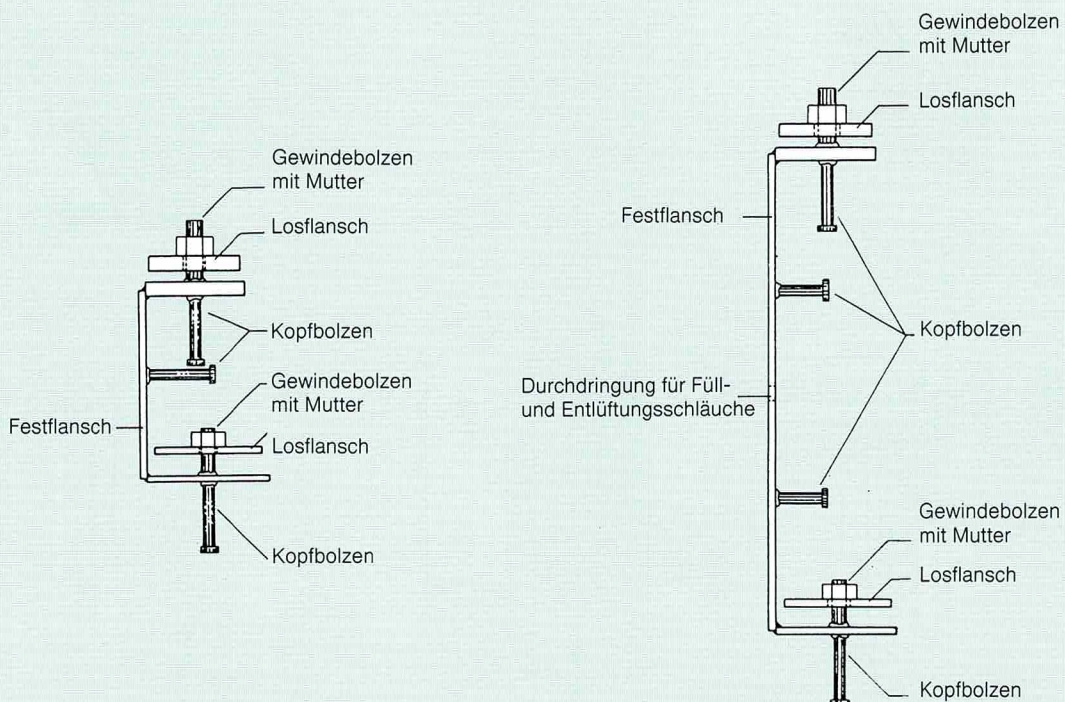 Gewindebolzen
mit Mutter
Losflansch
Kopfbolzen
Gewindebolzen
mit Mutter
Festflansch
Losflansch
Kopfbolzen
Gewindebolzen
mit Mutter
Losflansch
Festflansch
Kopfbolzen
Durchdringung für Füll-
und Entlüftungsschläuche
Gewindebolzen
mit Mutter
Losflansch
Kopfbolzen